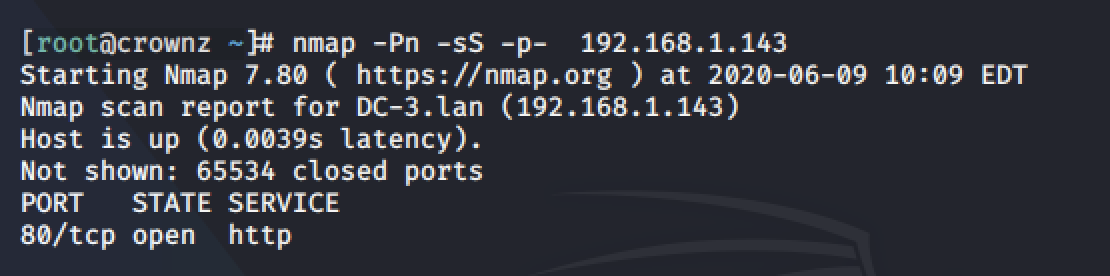 [root@crownz ~]# nmap -Pn -sS -p-  192.168.1.143
Starting Nmap 7.80 ( https://nmap.org ) at 2020-06-09 10:09 EDT
Nmap scan report for DC-3.lan (192.168.1.143)
Host is up (0.0039s latency).
Not shown: 65534 closed ports
PORT   STATE SERVICE
80/tcp open  http